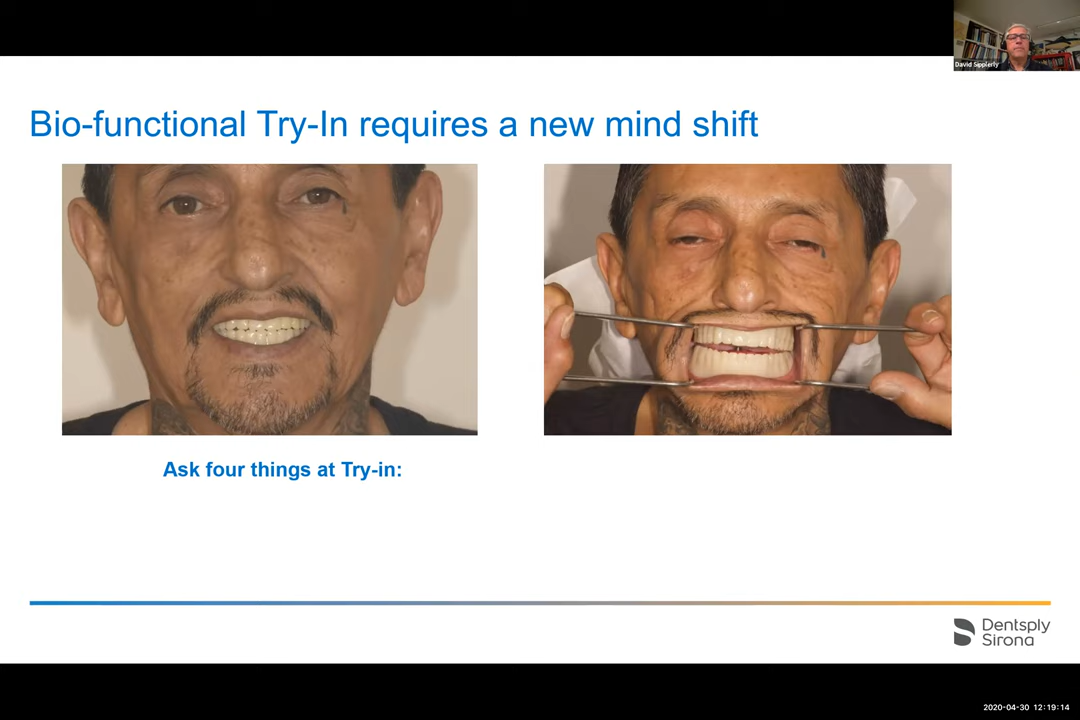 David Sipplerly
Bio-functional Try-In requires a new mind shift
Ask four things at Try-in:
Dentsply
Sirona
2020-04-30 12:19:14